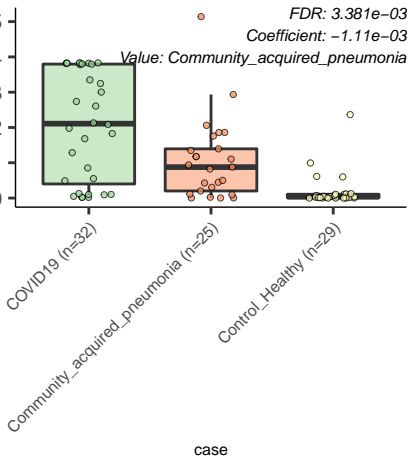 FDR: 3.381e−03
Coefficient: −1.11e−03
Value: Community_acquired_pneumonia
COVID19 (n=32)
Community_acquired_pneumonia (n=25)
Control_Healthy (n=29)
case